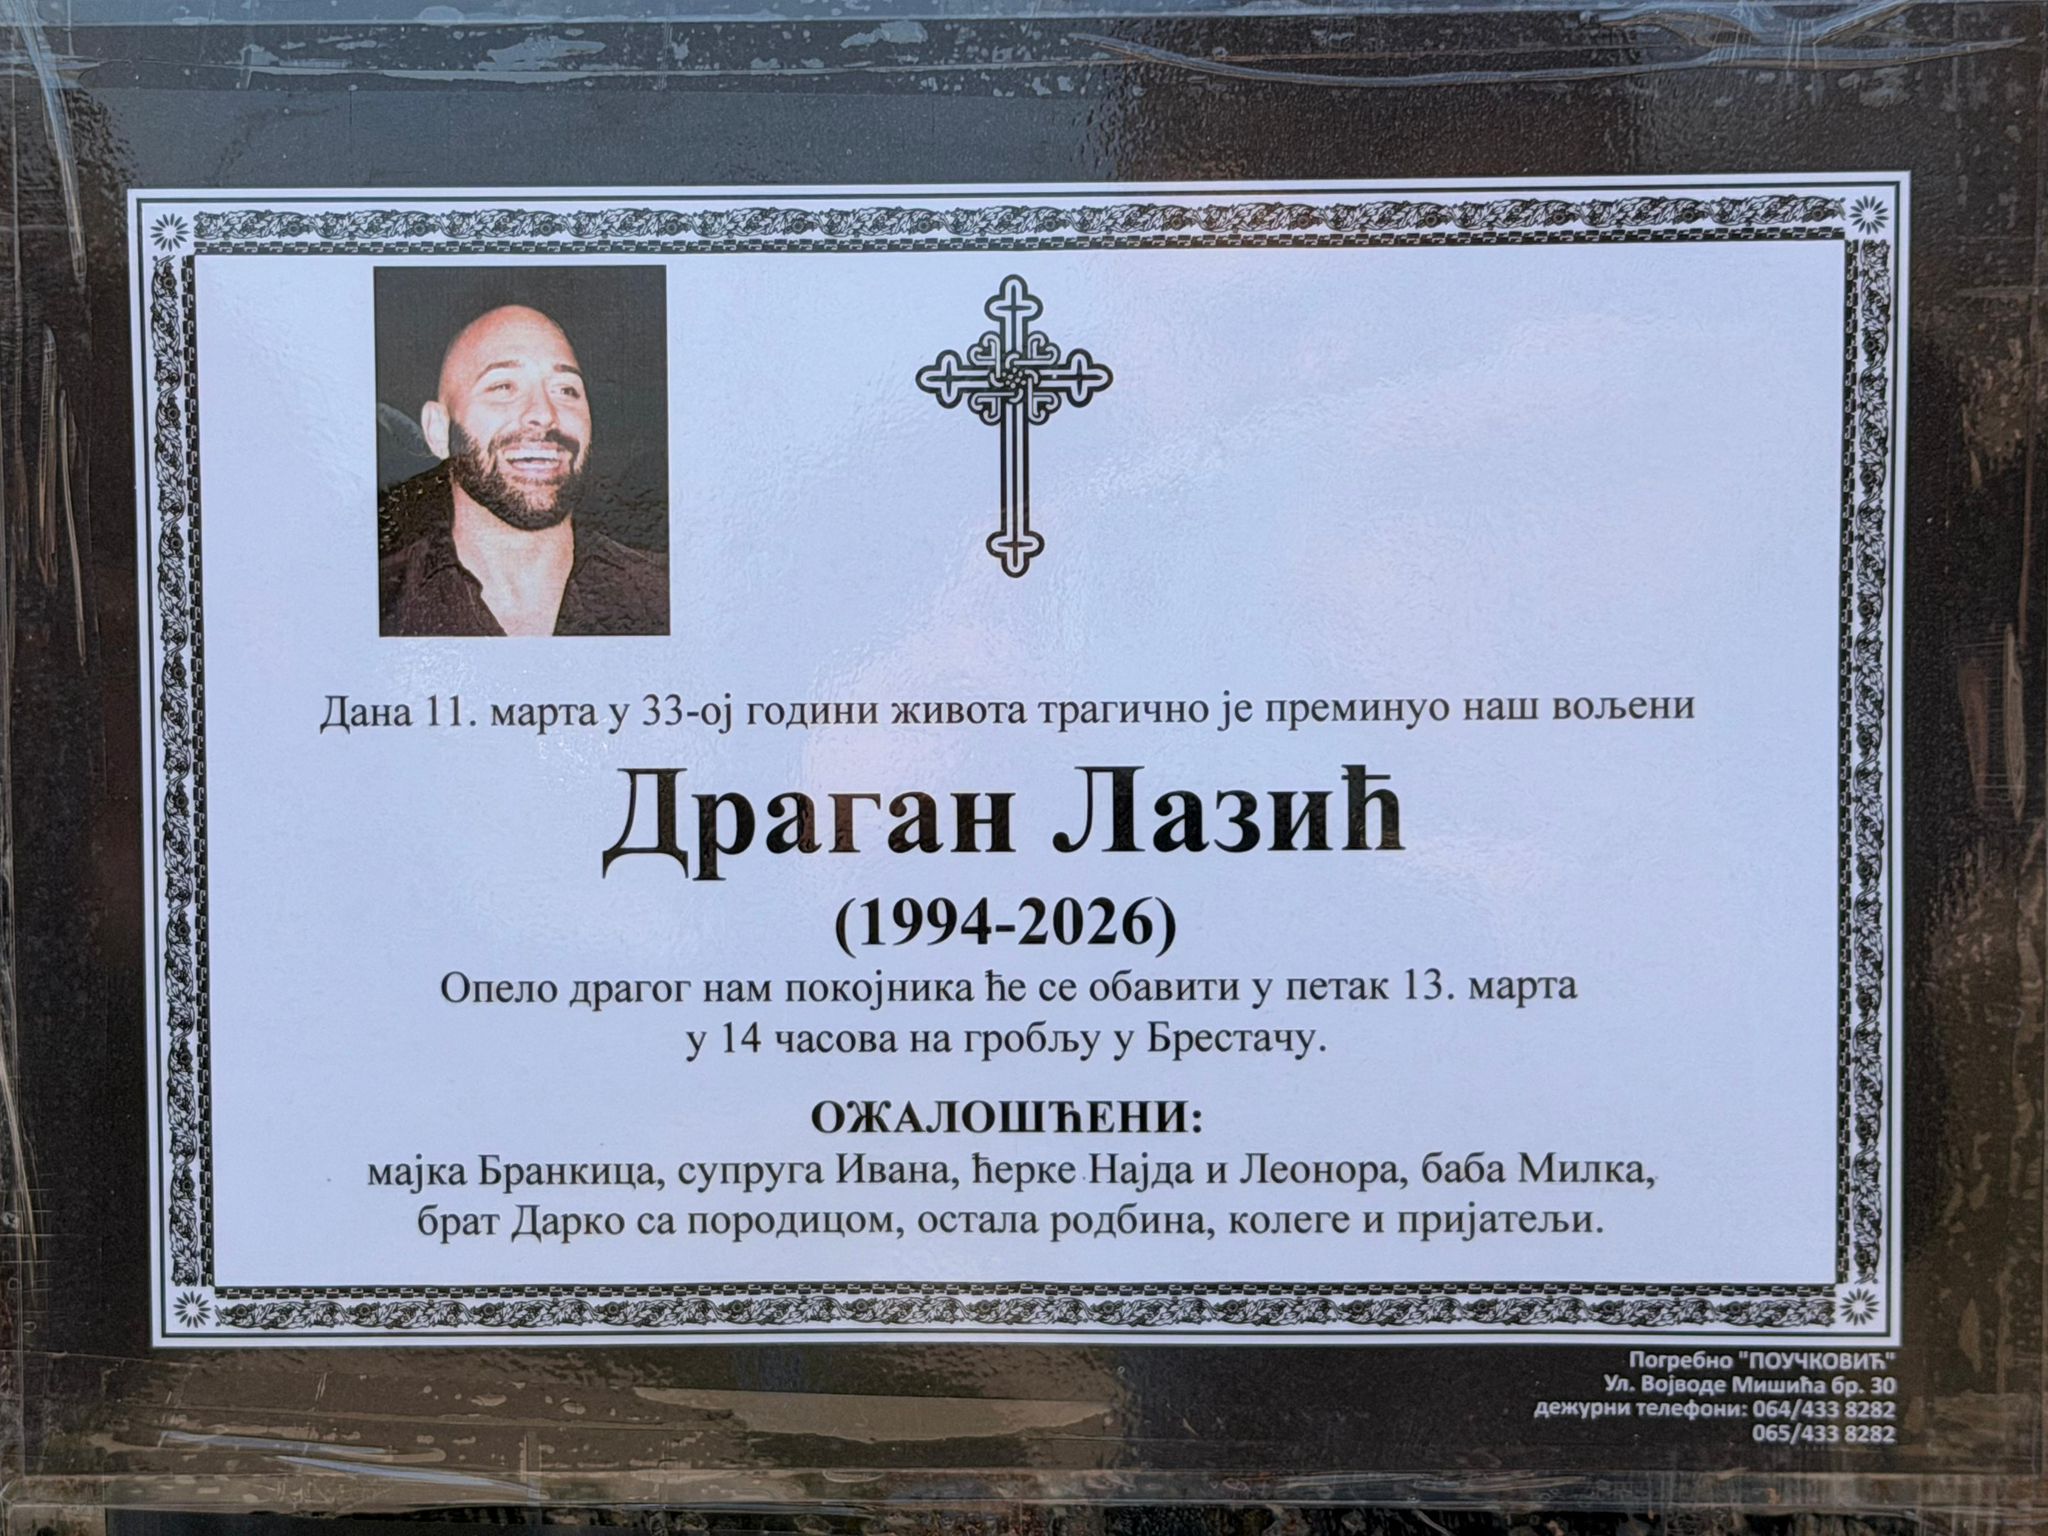 Дана 11. марта у 33-ој години живота трагично је преминуо наш вољени
Драган Лазић
(1994-2026)
Опело драгог нам покојника ће се обавити у петак 13. марта
у 14 часова на гробљу у Брестачу.
ОЖАЛОШЋЕНИ:
мајка Бранкица, супруга Ивана, ћерке Најда и Леонора, баба Милка,
брат Дарко са породицом, остала родбина, колеге и пријатељи.
Погребно "ПОУЧКОВИЋ"
Ул. Војводе Мишића бр. 30
дежурни телефони: 064/433 8282
065/433 8282